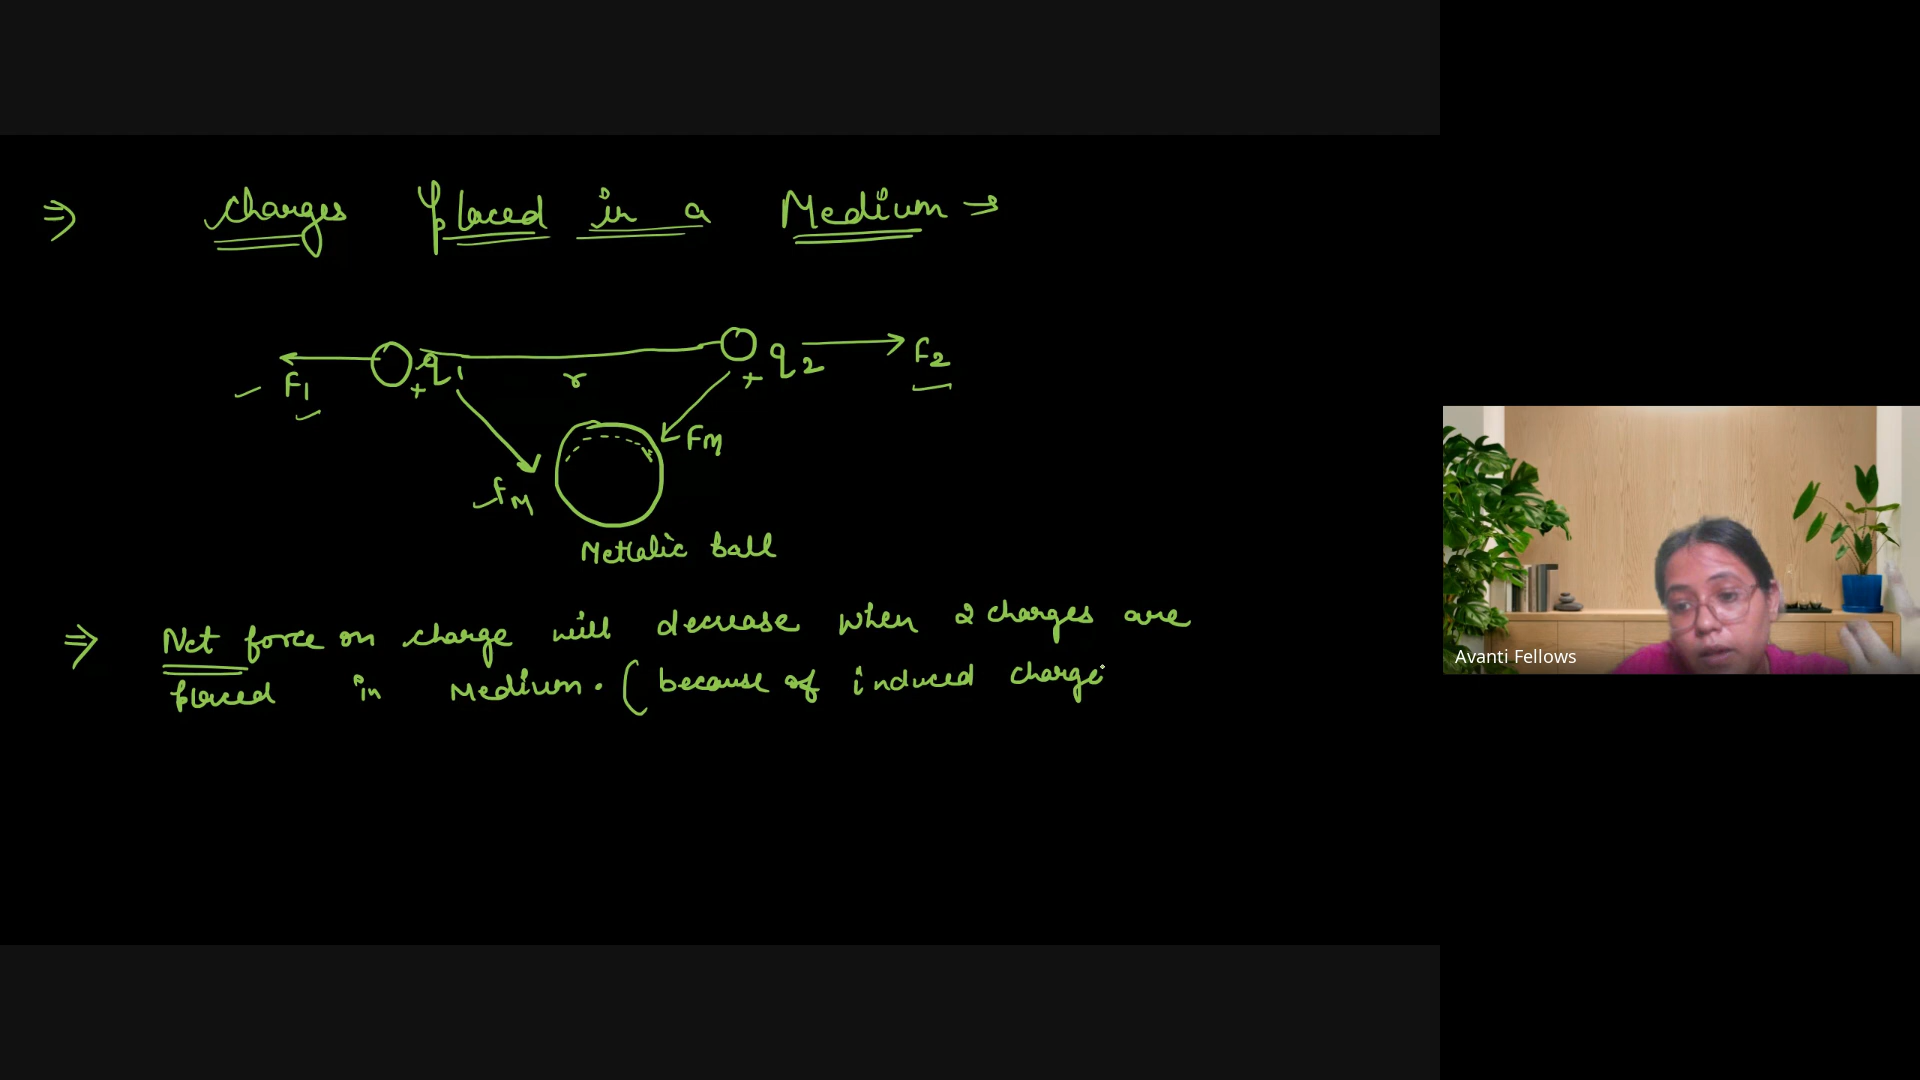 ⇒ Charges placed in a Medium →
F1 + q1 r + q2 F2
FM FM
Metlalic ball
⇒ Net force on charge will decrease when 2 charges are
placed in Medium. (because of induced charge
Avanti Fellows